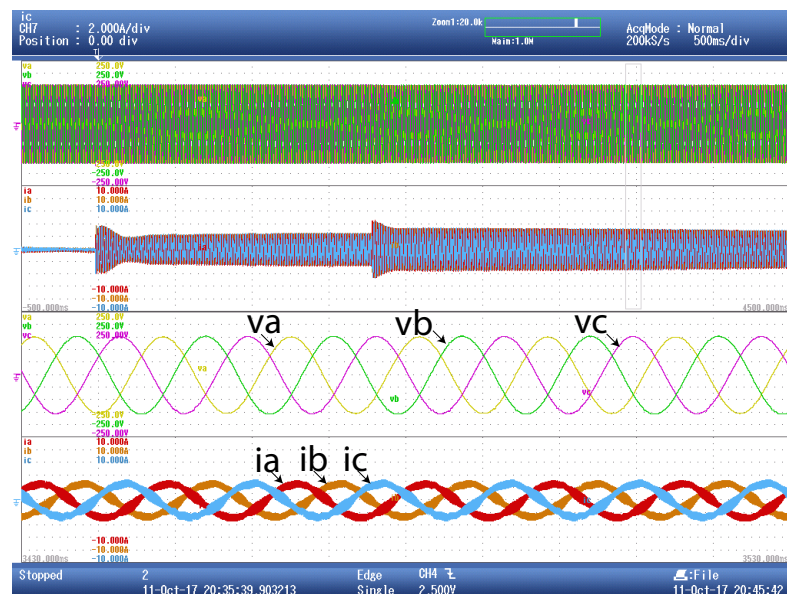 ic
CH7 : 2.000A/div
Position : 0.00 div
Zoom1:20.0k
Main:1.0M
AcqMode : Normal
200kS/s 500ms/div
va 250.0V
vb 250.0V
vc 250.00V
va
-250.0V
-250.0V
-250.00V
ia 10.000A
ib 10.000A
ic 10.000A
-10.000A
-10.000A
-10.000A
-500.000ms
4500.000ms
va 250.0V
vb 250.0V
vc 250.00V
va
vb
vc
va
vb
vc
-250.0V
-250.0V
-250.00V
ia 10.000A
ib 10.000A
ic 10.000A
ia
ib
ic
-10.000A
-10.000A
-10.000A
3430.000ms
3530.000ms
Stopped
2
11-Oct-17 20:35:39.903213
Edge
CH4
Single 2.500V
:File
11-Oct-17 20:45:42